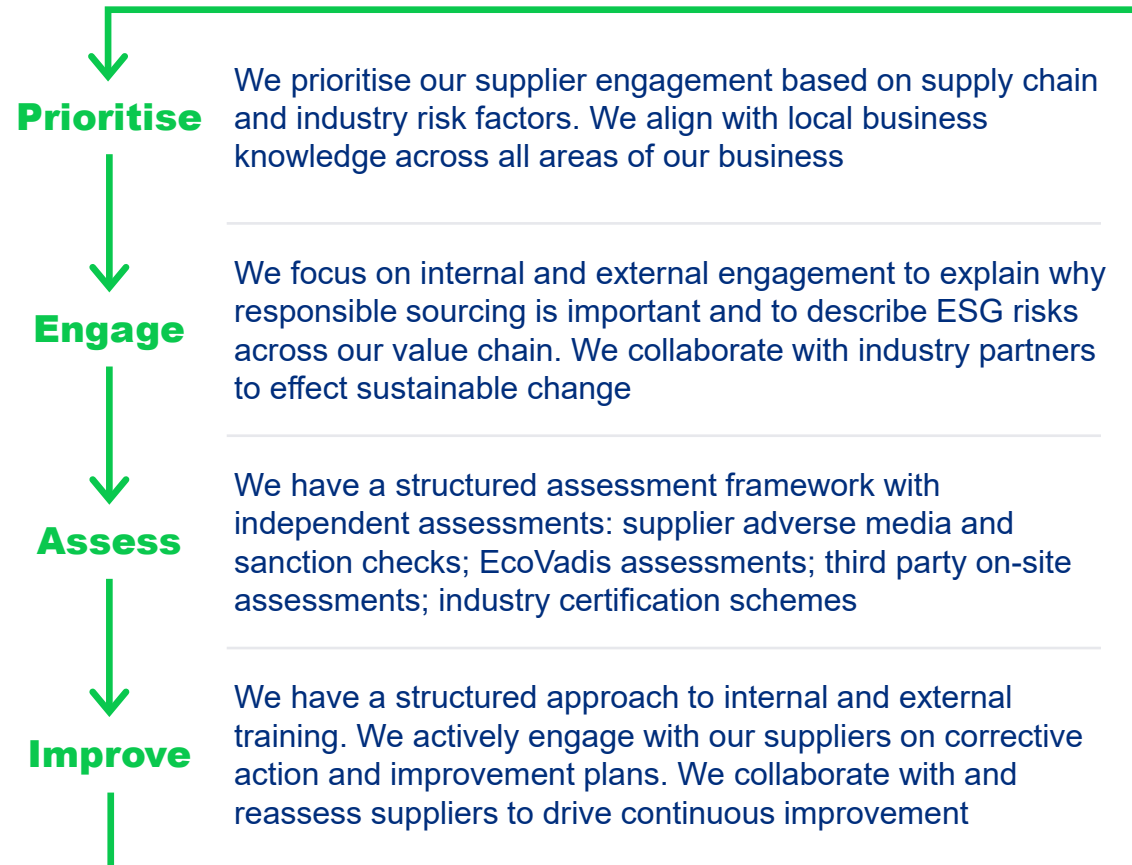 Prioritise
We prioritise our supplier engagement based on supply chain
and industry risk factors. We align with local business
knowledge across all areas of our business
Engage
We focus on internal and external engagement to explain why
responsible sourcing is important and to describe ESG risks
across our value chain. We collaborate with industry partners
to effect sustainable change
Assess
We have a structured assessment framework with
independent assessments: supplier adverse media and
sanction checks; EcoVadis assessments; third party on-site
assessments; industry certification schemes
Improve
We have a structured approach to internal and external
training. We actively engage with our suppliers on corrective
action and improvement plans. We collaborate with and
reassess suppliers to drive continuous improvement